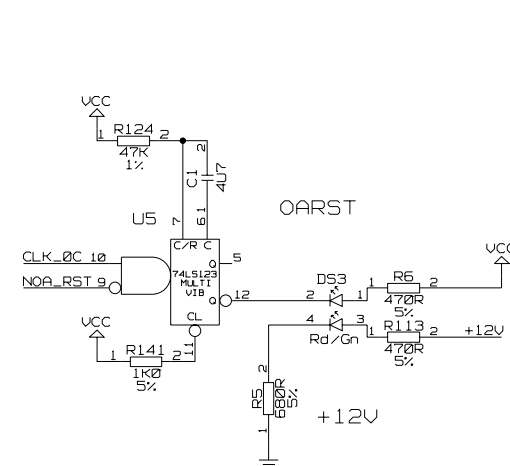 VCC
1 R124 2
47K
1%
2
C1
4U7
U5
OARST
7
6
1
C/R C
CLK_0C 10
Q 5
74LS123
MULTI
VIB
NOA_RST 9
Q 12
CL
DS3
2 1
VCC
1 R6 2
470R
5%
4 3
Rd/Gn
1 R113 2 +12V
470R
5%
VCC
11
1 R141 2
1K0
5%
2
R5
680R
5%
1
+12V